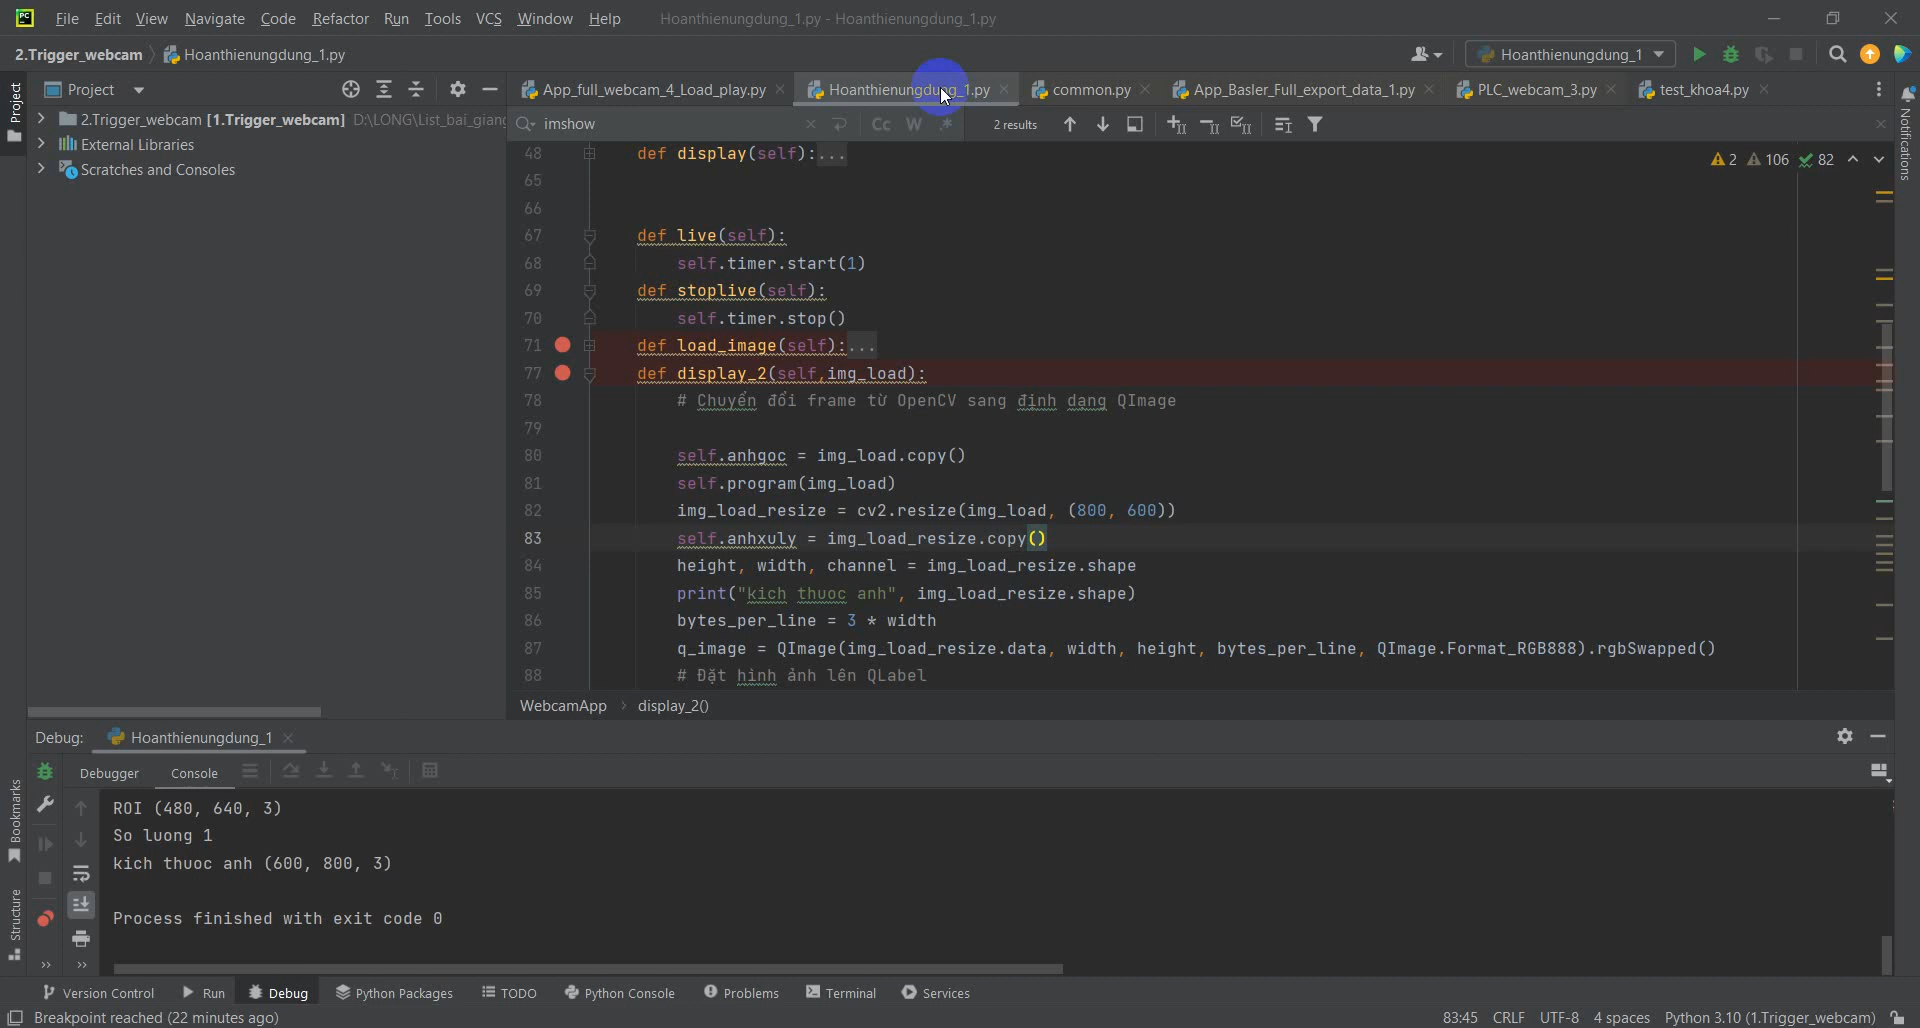 PC File Edit View Navigate Code Refactor Run Tools VCS Window Help Hoanthienungdung_1.py - Hoanthienungdung_1.py
2.Trigger_webcam Hoanthienungdung_1.py Hoanthienungdung_1
Project App_full_webcam_4_Load_play.py Hoanthienungdung_1.py common.py App_Basler_Full_export_data_1.py PLC_webcam_3.py test_khoa4.py
Project
Notifications
2.Trigger_webcam [1.Trigger_webcam] D:\LONG\List_bai_giang
External Libraries
Scratches and Consoles
imshow Cc W .* 2 results
2 106 82
48 def display(self):...
65
66
67 def live(self):
68 self.timer.start(1)
69 def stoplive(self):
70 self.timer.stop()
71 def load_image(self):...
77 def display_2(self,img_load):
78 # Chuyển đổi frame từ OpenCV sang định dạng QImage
79
80 self.anhgoc = img_load.copy()
81 self.program(img_load)
82 img_load_resize = cv2.resize(img_load, (800, 600))
83 self.anhxuly = img_load_resize.copy()
84 height, width, channel = img_load_resize.shape
85 print("kich thuoc anh", img_load_resize.shape)
86 bytes_per_line = 3 * width
87 q_image = QImage(img_load_resize.data, width, height, bytes_per_line, QImage.Format_RGB888).rgbSwapped()
88 # Đặt hình ảnh lên QLabel
WebcamApp display_2()
Debug: Hoanthienungdung_1
Debugger Console
Bookmarks
Structure
ROI (480, 640, 3)
So luong 1
kich thuoc anh (600, 800, 3)
Process finished with exit code 0
Version Control Run Debug Python Packages TODO Python Console Problems Terminal Services
Breakpoint reached (22 minutes ago) 83:45 CRLF UTF-8 4 spaces Python 3.10 (1.Trigger_webcam)